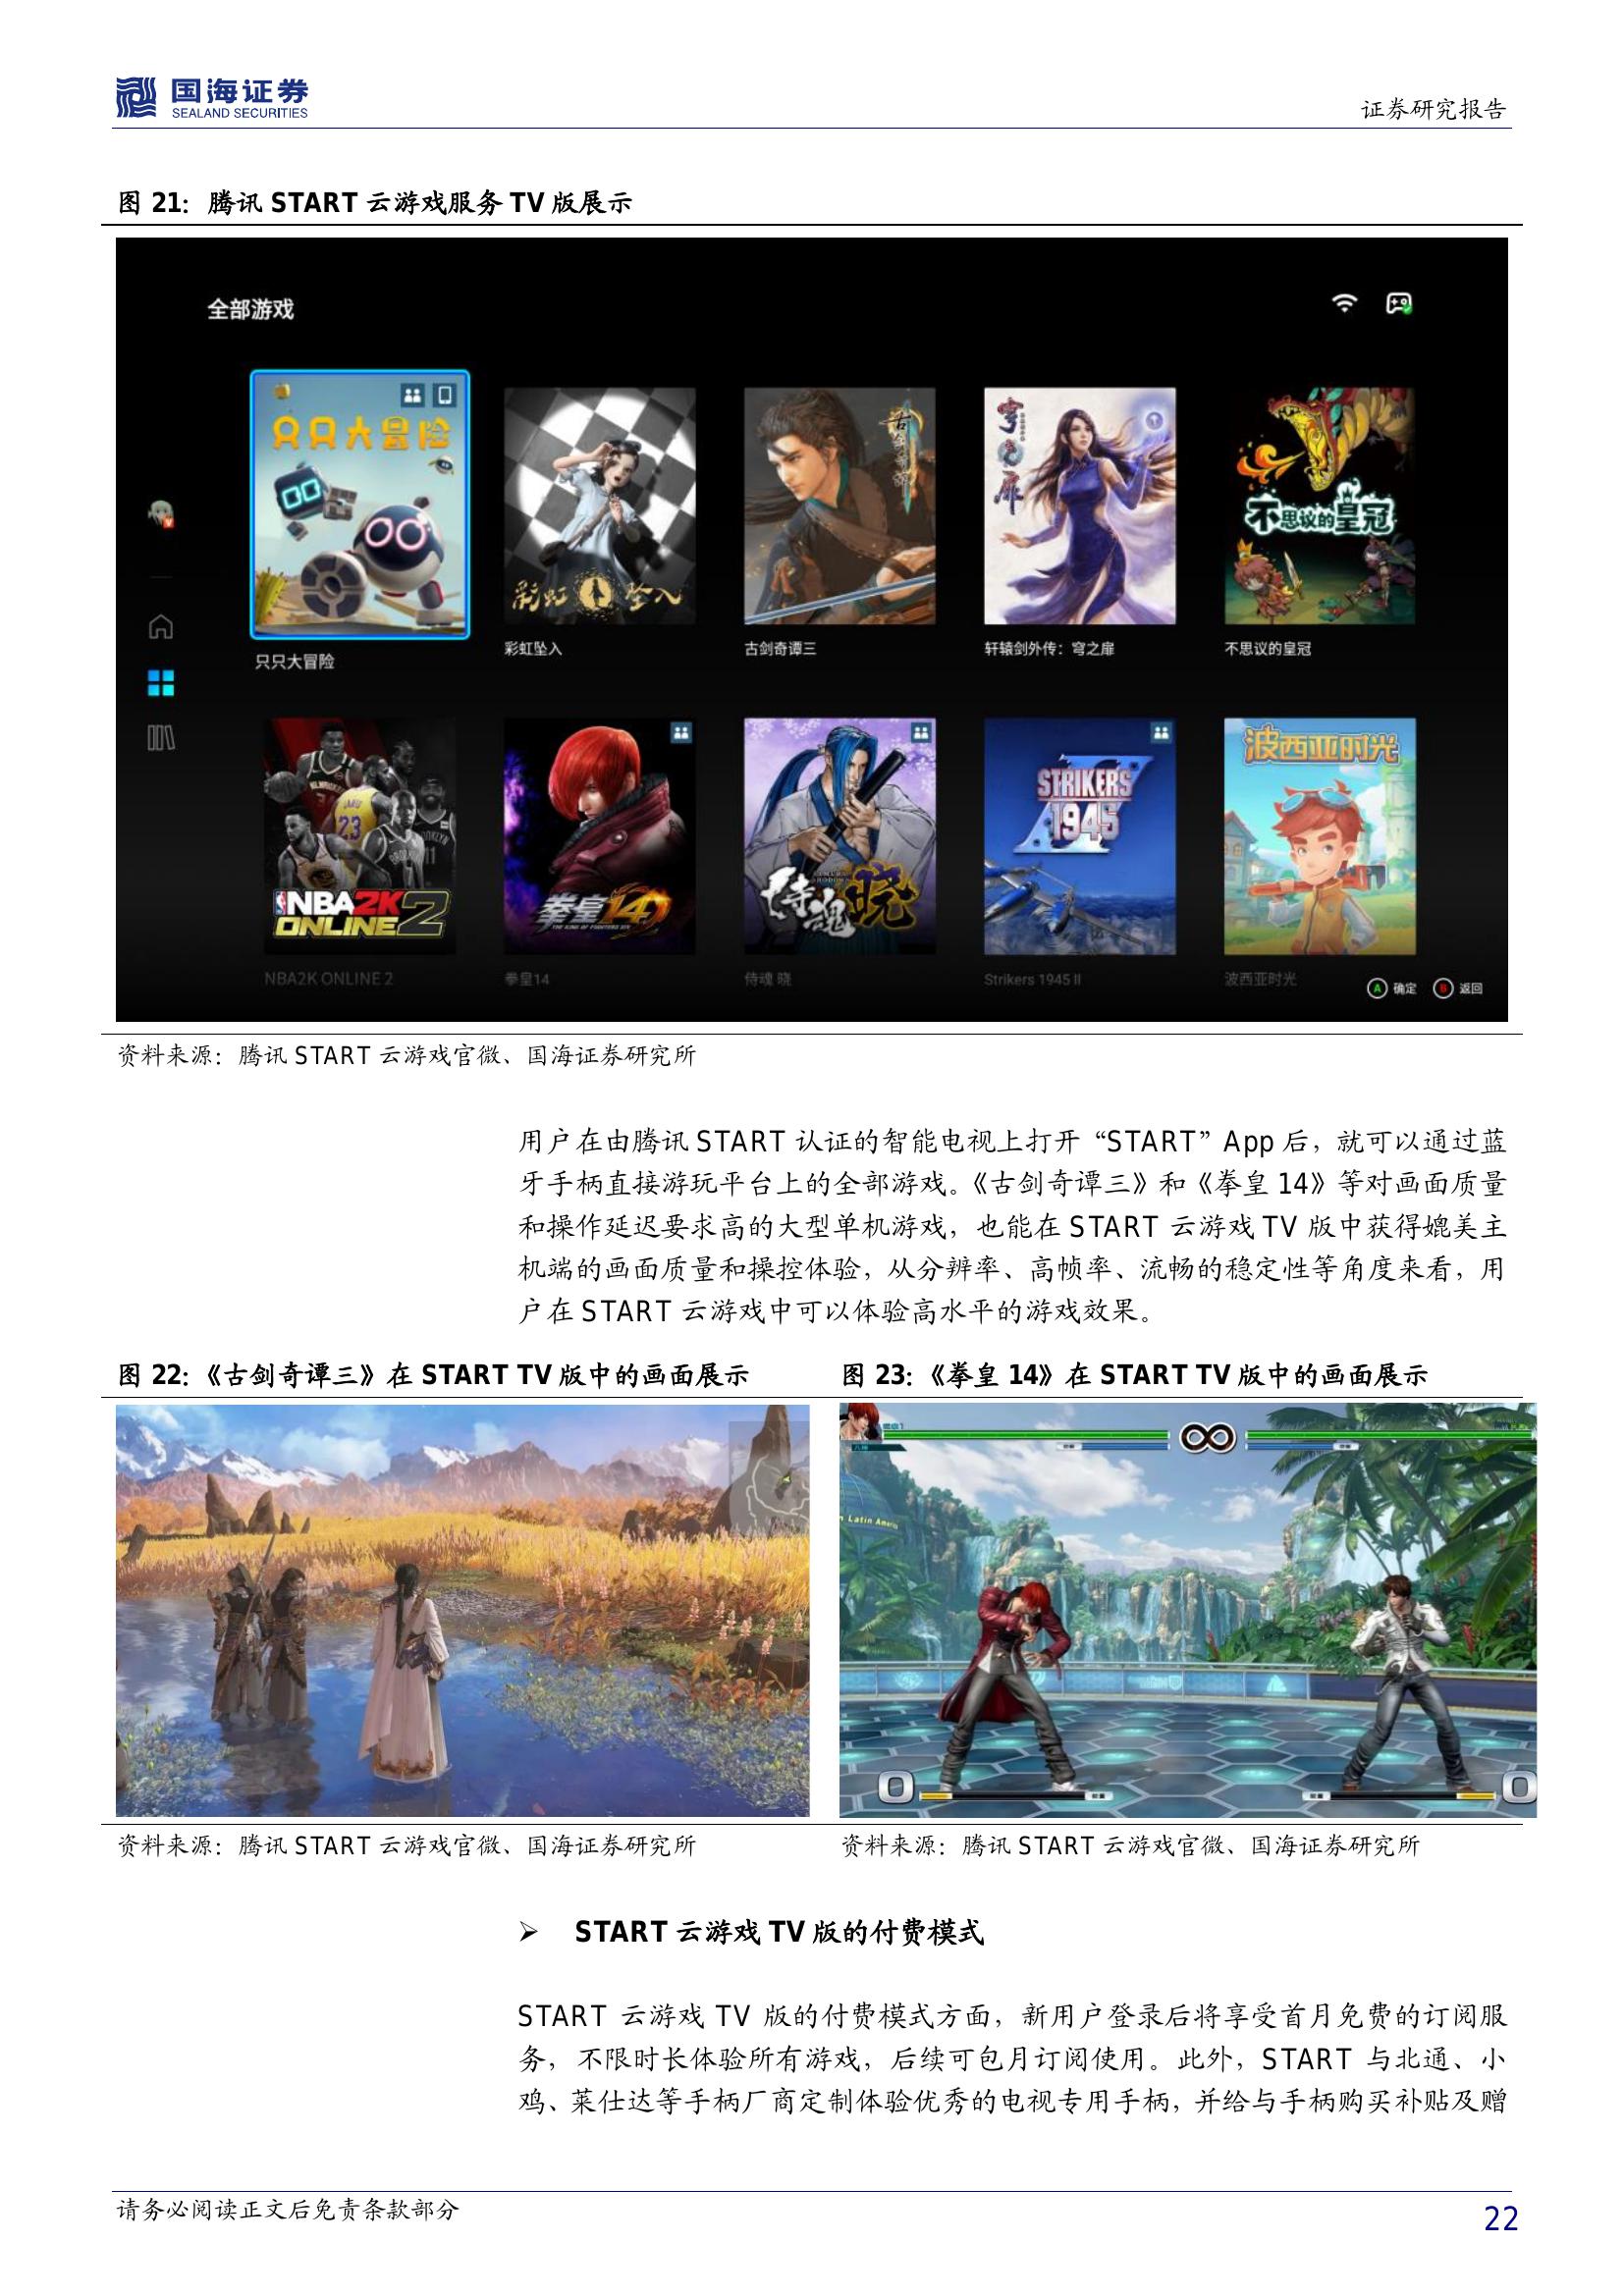 国海证券
SEALAND SECURITIES
证券研究报告
图 21：腾讯 START 云游戏服务 TV 版展示
全部游戏
只只大冒险
彩虹坠入
古剑奇谭
穹之扉
不思议的皇冠
只只大冒险
彩虹坠入
古剑奇谭三
轩辕剑外传：穹之扉
不思议的皇冠
NBA2K ONLINE 2
拳皇14
THE KING OF FIGHTERS XIV
侍魂 晓
STRIKERS 1945 II
波西亚时光
NBA2K ONLINE 2
拳皇14
侍魂 晓
Strikers 1945 II
波西亚时光
A 确定 B 返回
资料来源：腾讯 START 云游戏官微、国海证券研究所
用户在由腾讯 START 认证的智能电视上打开“START”App 后，就可以通过蓝
牙手柄直接游玩平台上的全部游戏。《古剑奇谭三》和《拳皇 14》等对画面质量
和操作延迟要求高的大型单机游戏，也能在 START 云游戏 TV 版中获得媲美主
机端的画面质量和操控体验，从分辨率、高帧率、流畅的稳定性等角度来看，用
户在 START 云游戏中可以体验高水平的游戏效果。
图 22：《古剑奇谭三》在 START TV 版中的画面展示
图 23：《拳皇 14》在 START TV 版中的画面展示
Latin America
资料来源：腾讯 START 云游戏官微、国海证券研究所
资料来源：腾讯 START 云游戏官微、国海证券研究所
➢ START 云游戏 TV 版的付费模式
START 云游戏 TV 版的付费模式方面，新用户登录后将享受首月免费的订阅服
务，不限时长体验所有游戏，后续可包月订阅使用。此外，START 与北通、小
鸡、莱仕达等手柄厂商定制体验优秀的电视专用手柄，并给与手柄购买补贴及赠
请务必阅读正文后免责条款部分
22